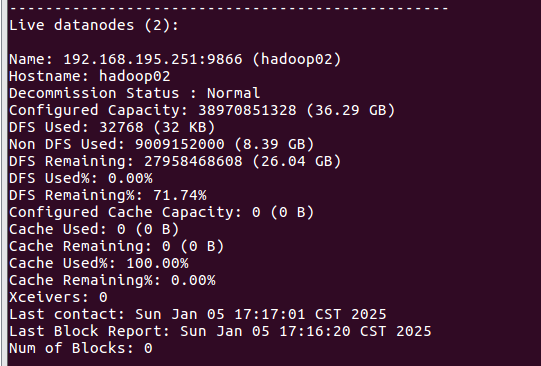 -------------------------------------------------
Live datanodes (2):
Name: 192.168.195.251:9866 (hadoop02)
Hostname: hadoop02
Decommission Status : Normal
Configured Capacity: 38970851328 (36.29 GB)
DFS Used: 32768 (32 KB)
Non DFS Used: 9009152000 (8.39 GB)
DFS Remaining: 27958468608 (26.04 GB)
DFS Used%: 0.00%
DFS Remaining%: 71.74%
Configured Cache Capacity: 0 (0 B)
Cache Used: 0 (0 B)
Cache Remaining: 0 (0 B)
Cache Used%: 100.00%
Cache Remaining%: 0.00%
Xceivers: 0
Last contact: Sun Jan 05 17:17:01 CST 2025
Last Block Report: Sun Jan 05 17:16:20 CST 2025
Num of Blocks: 0